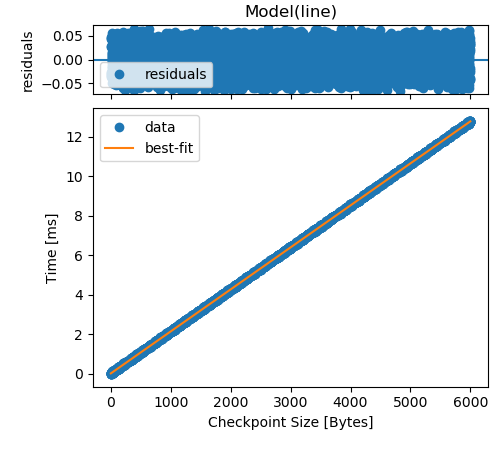 Model(line)
residuals
0.05
0.00
−0.05
residuals
Time [ms]
12
10
8
6
4
2
0
data
best-fit
0 1000 2000 3000 4000 5000 6000
Checkpoint Size [Bytes]